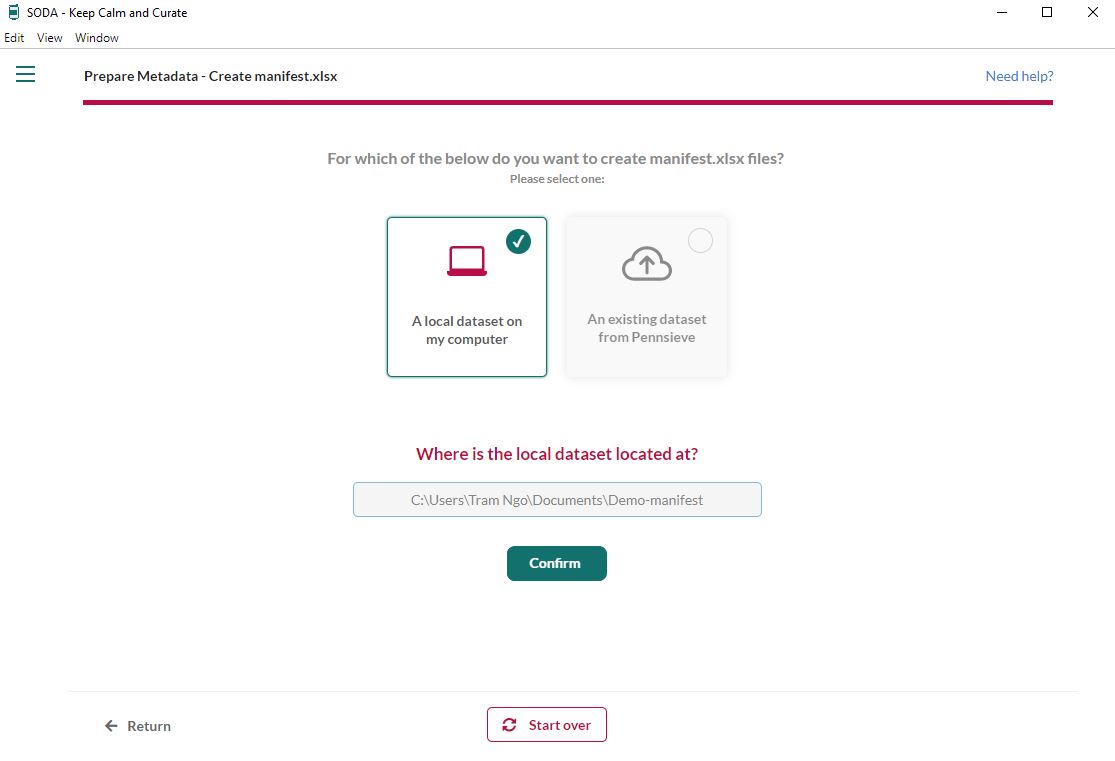 SODA - Keep Calm and Curate
Edit View Window
Prepare Metadata - Create manifest.xlsx
Need help?
For which of the below do you want to create manifest.xlsx files?
Please select one:
A local dataset on
my computer
An existing dataset
from Pennsieve
Where is the local dataset located at?
C:\Users\Tram Ngo\Documents\Demo-manifest
Confirm
Return
Start over